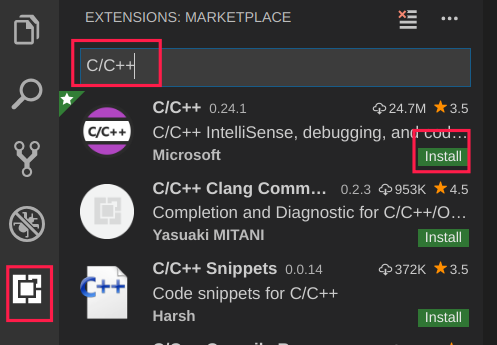 EXTENSIONS: MARKETPLACE
C/C++
C/C++ 0.24.1 24.7M 3.5
C/C++ IntelliSense, debugging, and cod...
Microsoft Install
C/C++ Clang Comm... 0.2.3 953K 4.5
Completion and Diagnostic for C/C++/O...
Yasuaki MITANI Install
C/C++ Snippets 0.0.14 372K 3.5
Code snippets for C/C++
Harsh Install
C/C++
C++